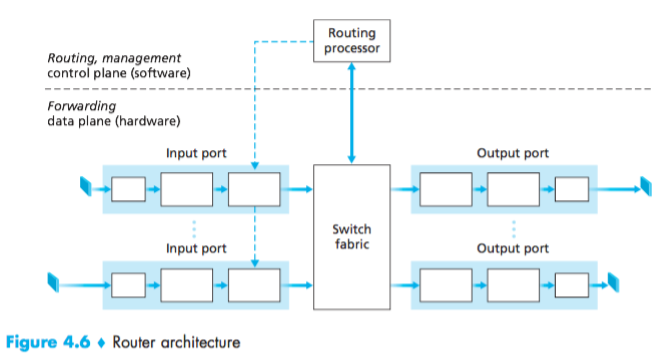 Routing
processor
Routing, management
control plane (software)
Forwarding
data plane (hardware)
Input port
Output port
Switch
fabric
Input port
Output port
Figure 4.6 ♦ Router architecture